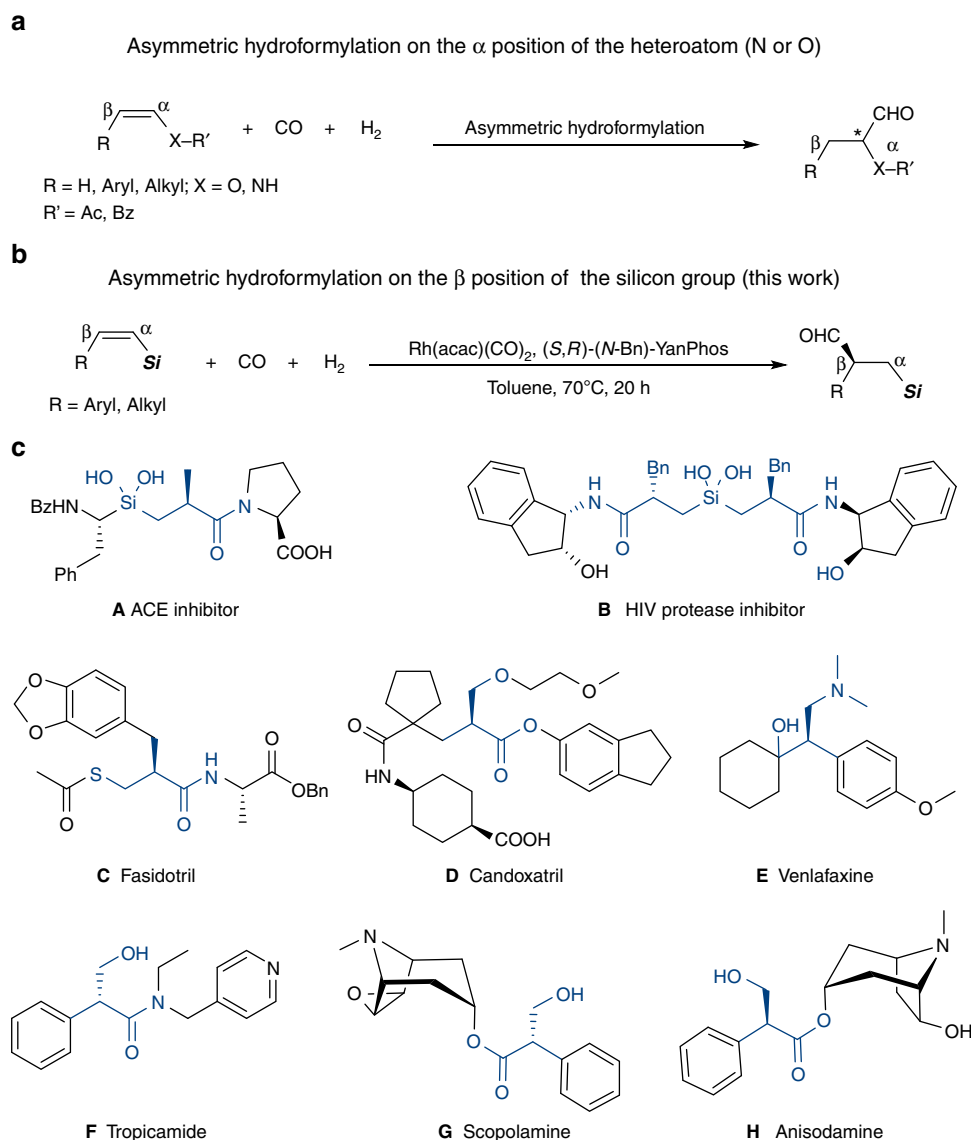 a
Asymmetric hydroformylation on the α position of the heteroatom (N or O)
β
α
R
X–R'
+ CO + H2
Asymmetric hydroformylation
CHO
β
*
α
R
X–R'
R = H, Aryl, Alkyl; X = O, NH
R' = Ac, Bz
b
Asymmetric hydroformylation on the β position of the silicon group (this work)
β
α
R
Si
+ CO + H2
Rh(acac)(CO)2, (S,R)-(N-Bn)-YanPhos
Toluene, 70°C, 20 h
OHC
β
α
R
Si
R = Aryl, Alkyl
c
HO
OH
BzHN
Si
N
O
COOH
Ph
A ACE inhibitor
Bn
HO
OH
Bn
H
N
Si
H
N
O
O
OH
HO
B HIV protease inhibitor
O
O
O
S
H
N
OBn
O
O
C Fasidotril
O
O
O
O
O
HN
COOH
D Candoxatril
N
OH
O
E Venlafaxine
OH
N
N
O
F Tropicamide
N
O
OH
O
O
G Scopolamine
N
HO
O
OH
O
H Anisodamine